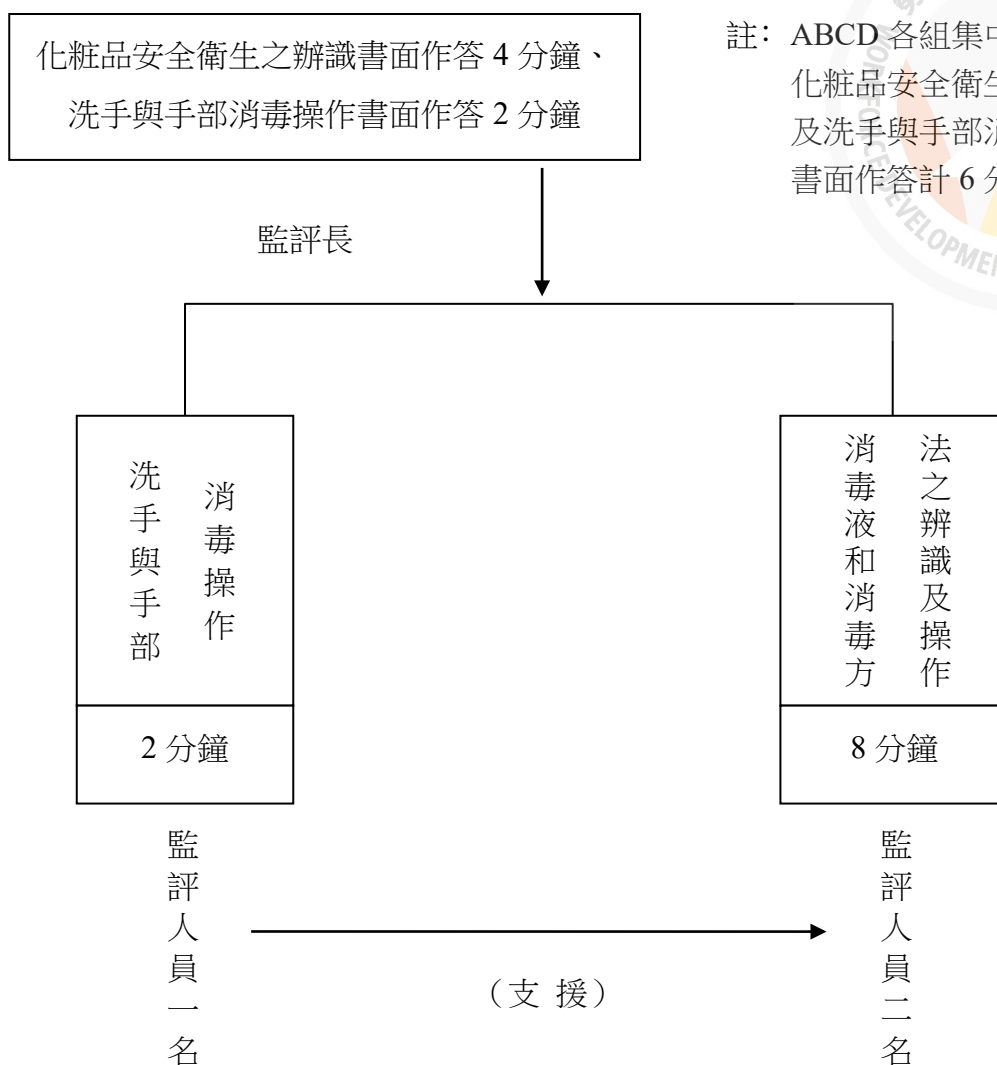 化粧品安全衛生之辨識書面作答 4 分鐘、
洗手與手部消毒操作書面作答 2 分鐘
註: ABCD 各組集中
化粧品安全衛生
及洗手與手部消
書面作答計 6 分
監評長
洗手與手部
消毒操作
2 分鐘
消毒液和消毒方
法之辨識及操作
8 分鐘
監評人員一名
（支 援）
監評人員二名